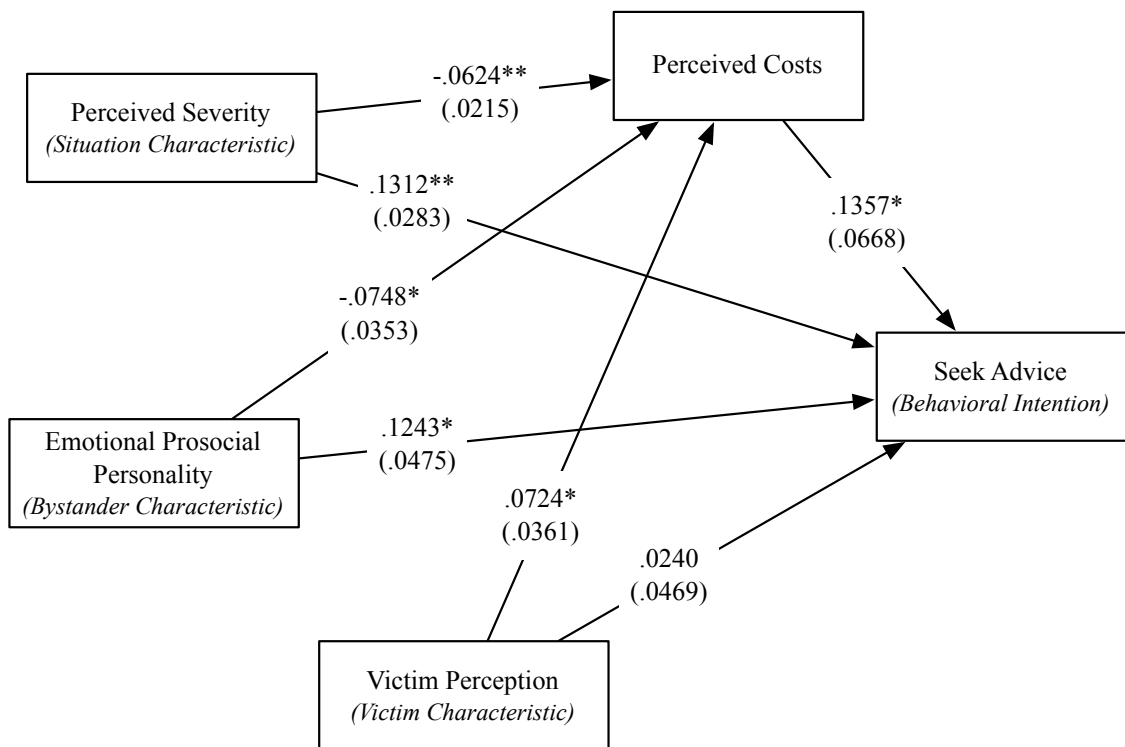 Perceived Costs
-.0624**
(.0215)
Perceived Severity
(Situation Characteristic)
.1312**
(.0283)
.1357*
(.0668)
-.0748*
(.0353)
Seek Advice
(Behavioral Intention)
Emotional Prosocial
Personality
(Bystander Characteristic)
.1243*
(.0475)
.0724*
(.0361)
.0240
(.0469)
Victim Perception
(Victim Characteristic)